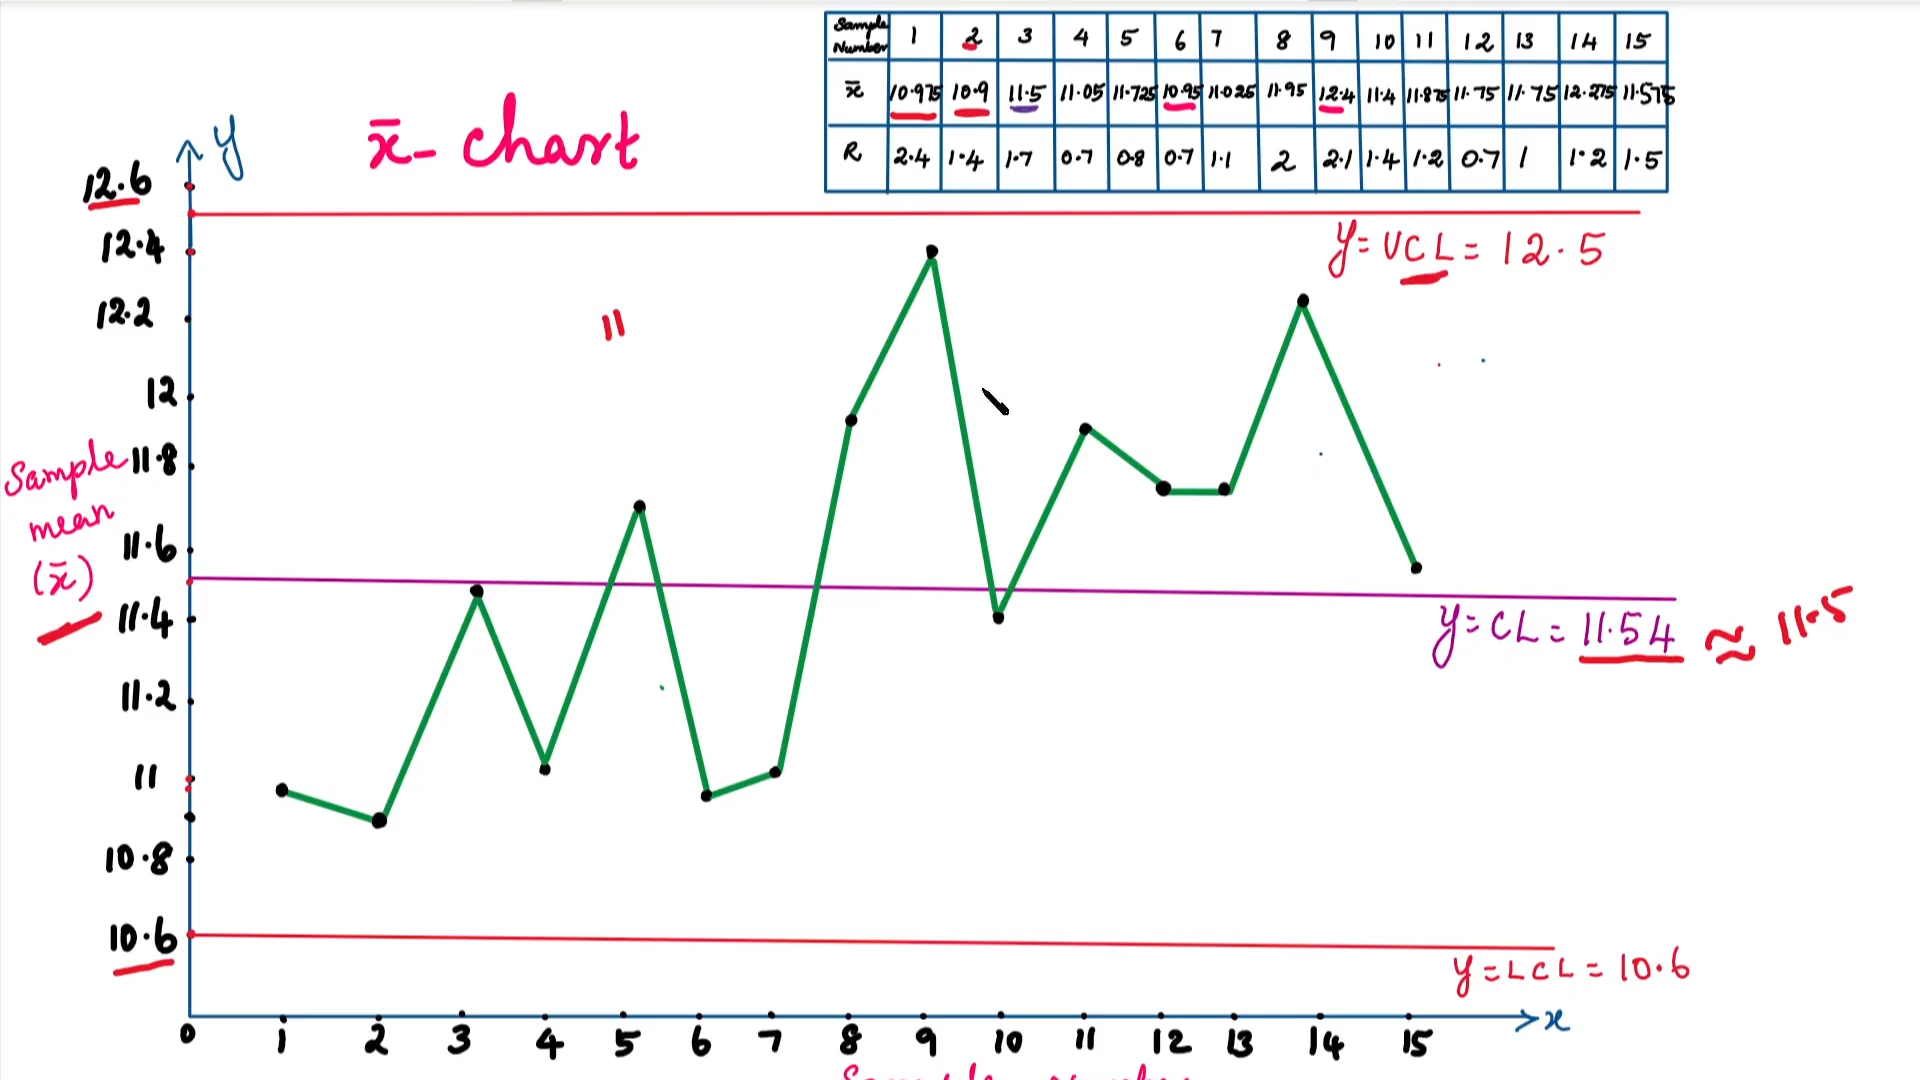 Sample Number 1 2 3 4 5 6 7 8 9 10 11 12 13 14 15
x̄ 10.975 10.9 11.5 11.05 11.725 10.95 11.025 11.95 12.4 11.4 11.875 11.75 11.75 12.275 11.575
R 2.4 1.4 1.7 0.7 0.8 0.7 1.1 2 2.1 1.4 1.2 0.7 1 1.2 1.5
x̄- chart
y
12.6
12.4
y = UCL = 12.5
12.2
11
12
11.8
Sample mean (x̄)
11.6
11.4
y = CL = 11.54 ≈ 11.5
11.2
11
10.8
10.6
y = LCL = 10.6
0 1 2 3 4 5 6 7 8 9 10 11 12 13 14 15
x
Sample number